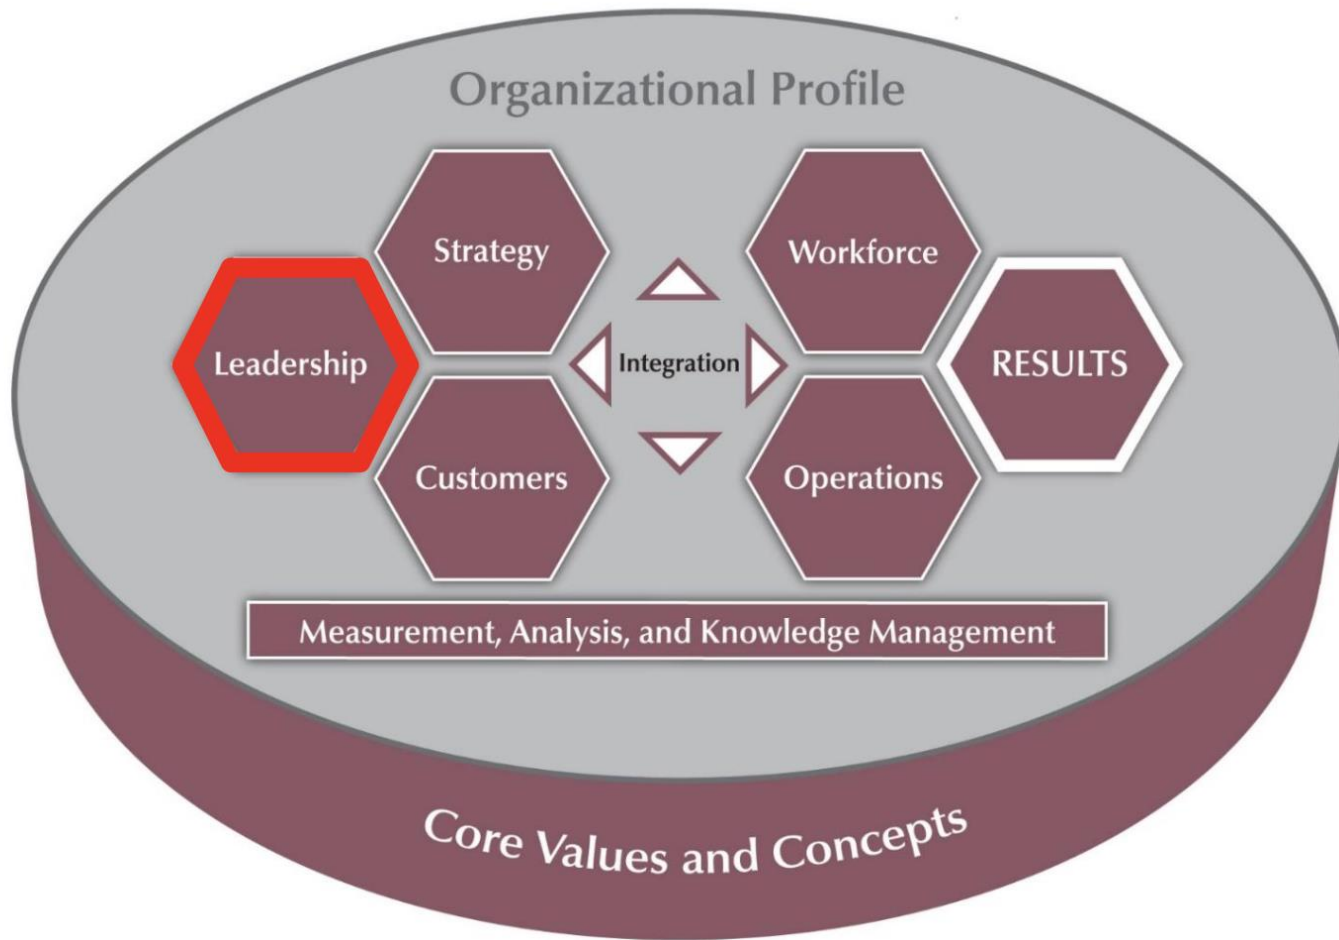 Organizational Profile
Strategy
Workforce
Leadership
Integration
RESULTS
Customers
Operations
Measurement, Analysis, and Knowledge Management
Core Values and Concepts